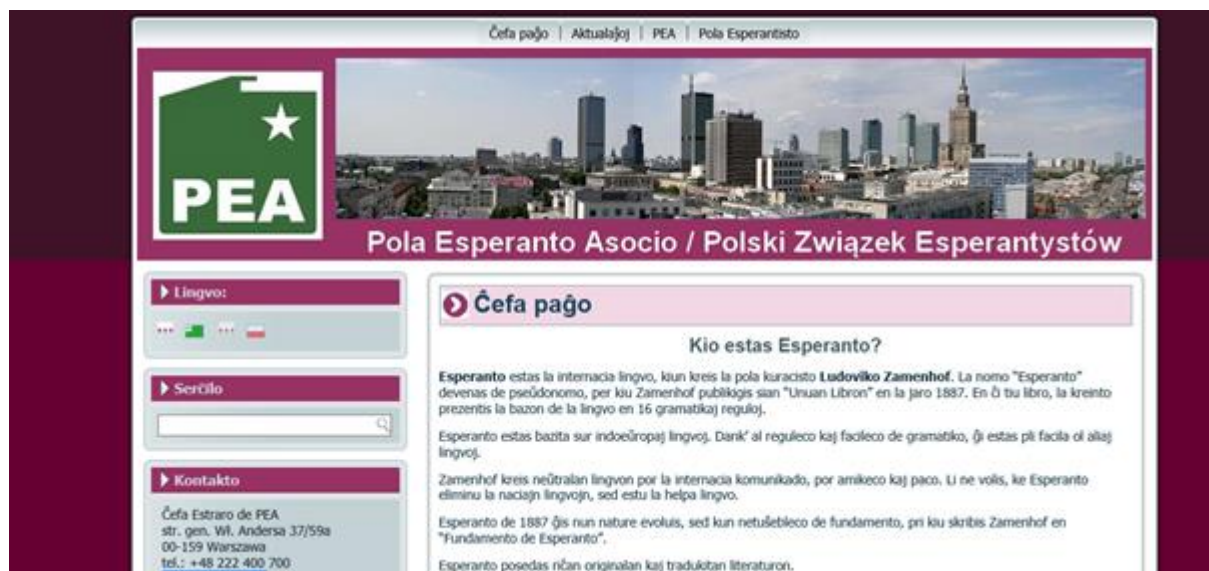 Ĉefa paĝo | Aktualaĵoj | PEA | Pola Esperantisto
PEA
Pola Esperanto Asocio / Polski Związek Esperantystów
Lingvo:
Serĉilo
Kontakto
Ĉefa Estraro de PEA
str. gen. Wł. Andersa 37/59a
00-159 Warszawa
tel.: +48 222 400 700
Ĉefa paĝo
Kio estas Esperanto?
Esperanto estas la internacia lingvo, kiun kreis la pola kuracisto Ludoviko Zamenhof. La nomo "Esperanto"
devenas de pseŭdonomo, per kiu Zamenhof publikigis sian "Unuan Libron" en la jaro 1887. En ĉi tiu libro, la kreinto
prezentis la bazon de la lingvo en 16 gramatikaj reguloj.
Esperanto estas bazita sur indoeŭropaj lingvoj. Dank' al reguleco kaj facileco de gramatiko, ĝi estas pli facila ol aliaj
lingvoj.
Zamenhof kreis neŭtralan lingvon por la internacia komunikado, por amikeco kaj paco. Li ne volis, ke Esperanto
eliminu la naciajn lingvojn, sed estu la helpa lingvo.
Esperanto de 1887 ĝis nun nature evoluis, sed kun netuŝebleco de fundamento, pri kiu skribis Zamenhof en
"Fundamento de Esperanto".
Esperanto posedas riĉan originalan kaj tradukitan literaturon.